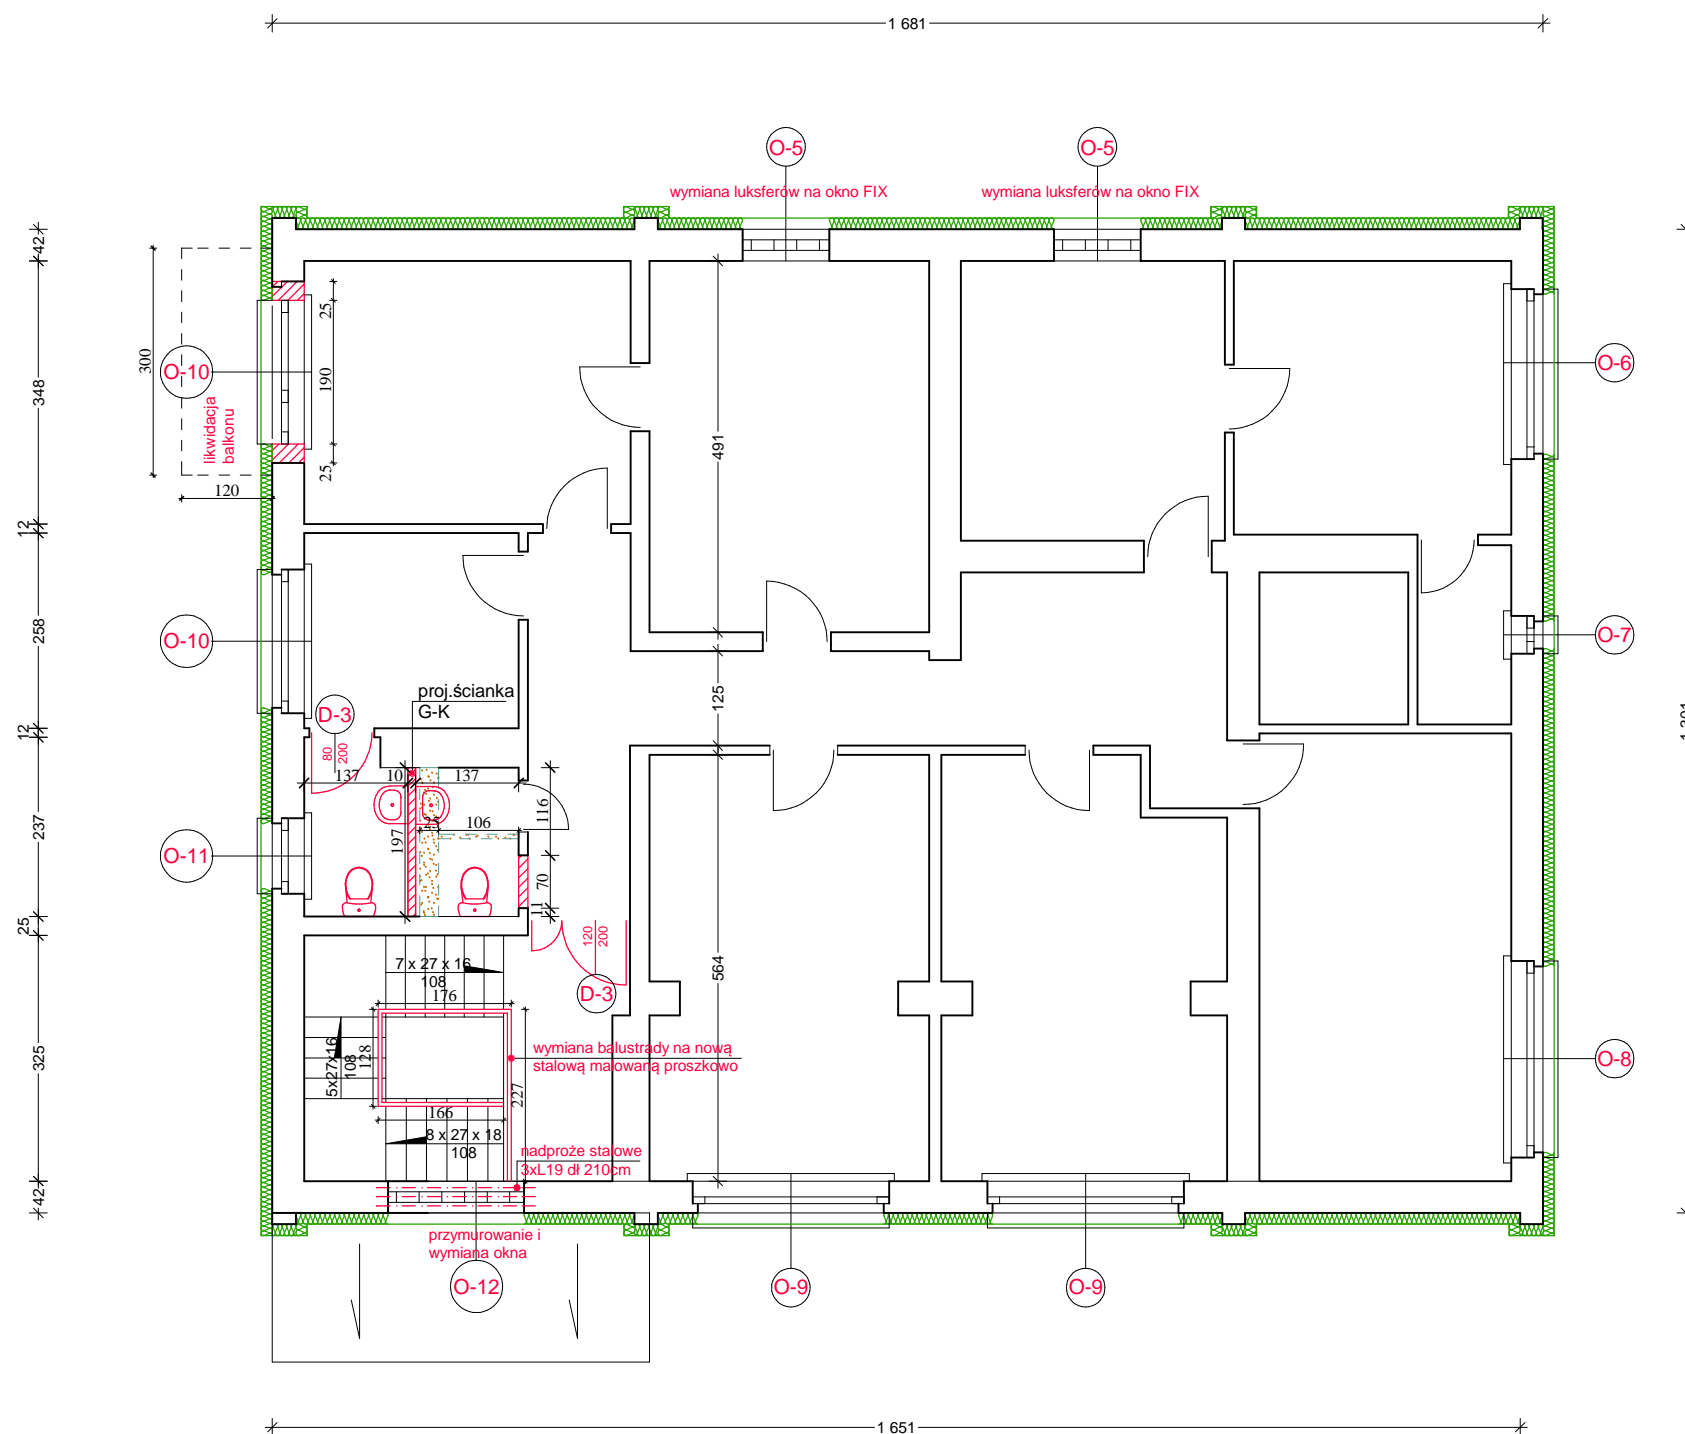 1 681
O-5
O-5
wymiana luksferów na okno FIX
wymiana luksferów na okno FIX
42
348
12
258
12
237
25
325
42
300
O-10
likwidacja
balkonu
120
25
190
25
491
O-6
O-10
O-7
125
proj.ścianka
G-K
D-3
80
200
137
10
137
116
25
106
197
O-11
70
11
120
200
D-3
564
7 x 27 x 16
108
176
5x27x16
108
128
wymiana balustrady na nową
stalową malowaną proszkowo
227
O-8
166
8 x 27 x 18
108
nadproże stalowe
3xL19 dł 210cm
przymurowanie i
wymiana okna
O-12
O-9
O-9
1 651